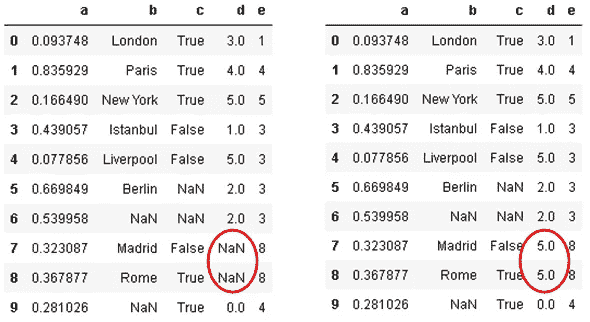 a b c d e
0 0.093748 London True 3.0 1
1 0.835929 Paris True 4.0 4
2 0.166490 New York True 5.0 5
3 0.439057 Istanbul False 1.0 3
4 0.077856 Liverpool False 5.0 3
5 0.669849 Berlin NaN 2.0 3
6 0.539958 NaN NaN 2.0 3
7 0.323087 Madrid False NaN 8
8 0.367877 Rome True NaN 8
9 0.281026 NaN True 0.0 4
a b c d e
0 0.093748 London True 3.0 1
1 0.835929 Paris True 4.0 4
2 0.166490 New York True 5.0 5
3 0.439057 Istanbul False 1.0 3
4 0.077856 Liverpool False 5.0 3
5 0.669849 Berlin NaN 2.0 3
6 0.539958 NaN NaN 2.0 3
7 0.323087 Madrid False 5.0 8
8 0.367877 Rome True 5.0 8
9 0.281026 NaN True 0.0 4